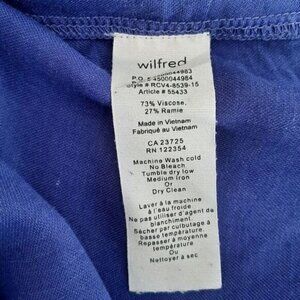 wilfred
P.O. # 4500044983
4500044984
Style # RCV4-8539-15
Article # 55433
73% Viscose,
27% Ramie
Made in Vietnam
Fabriqué au Vietnam
CA 23725
RN 122354
Machine Wash cold
No Bleach
Tumble dry low
Medium iron
Or
Dry Clean
Laver à la machine
à l'eau froide
Ne pas utiliser d'agent de
blanchiment.
Sécher par culbutage à
basse température.
Repasser à moyenne
température
Ou
Nettoyer à sec